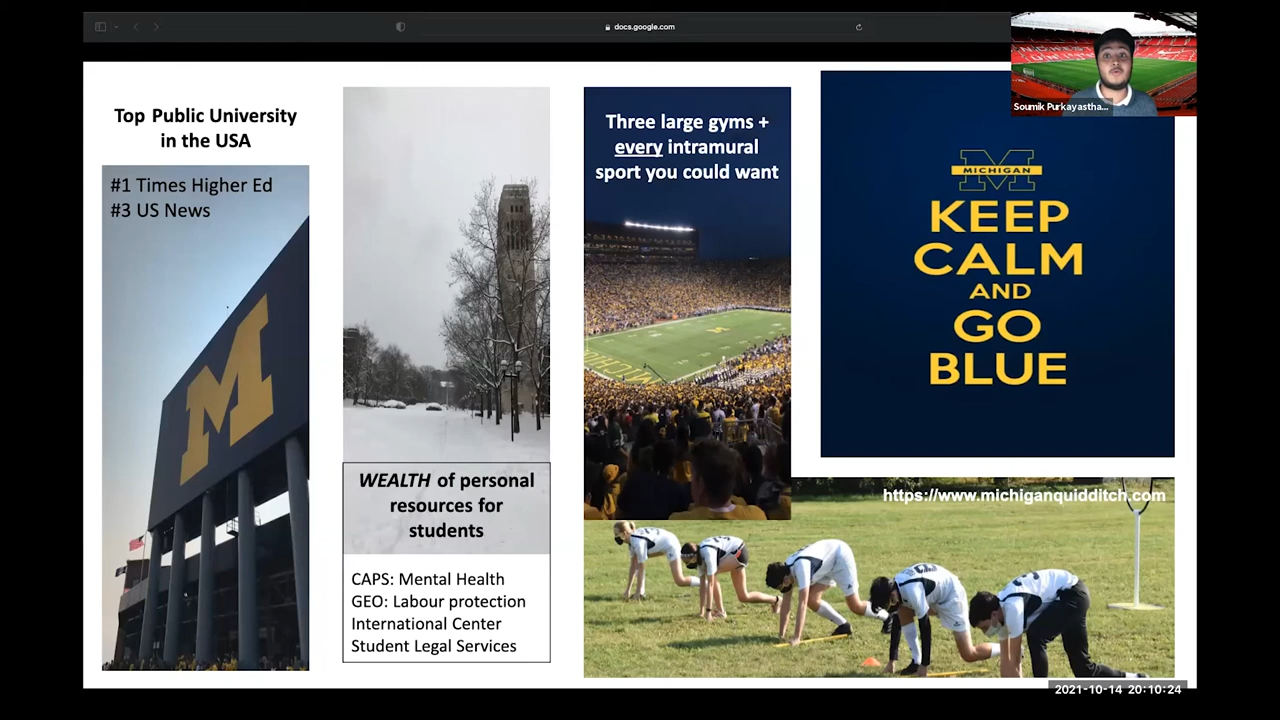 docs.google.com
Soumik Purkayastha...
Top Public University
in the USA
#1 Times Higher Ed
#3 US News
M
WEALTH of personal
resources for
students
CAPS: Mental Health
GEO: Labour protection
International Center
Student Legal Services
Three large gyms +
every intramural
sport you could want
M
MICHIGAN
KEEP
CALM
AND
GO
BLUE
https://www.michiganquidditch.com
2021-10-14 20:10:24